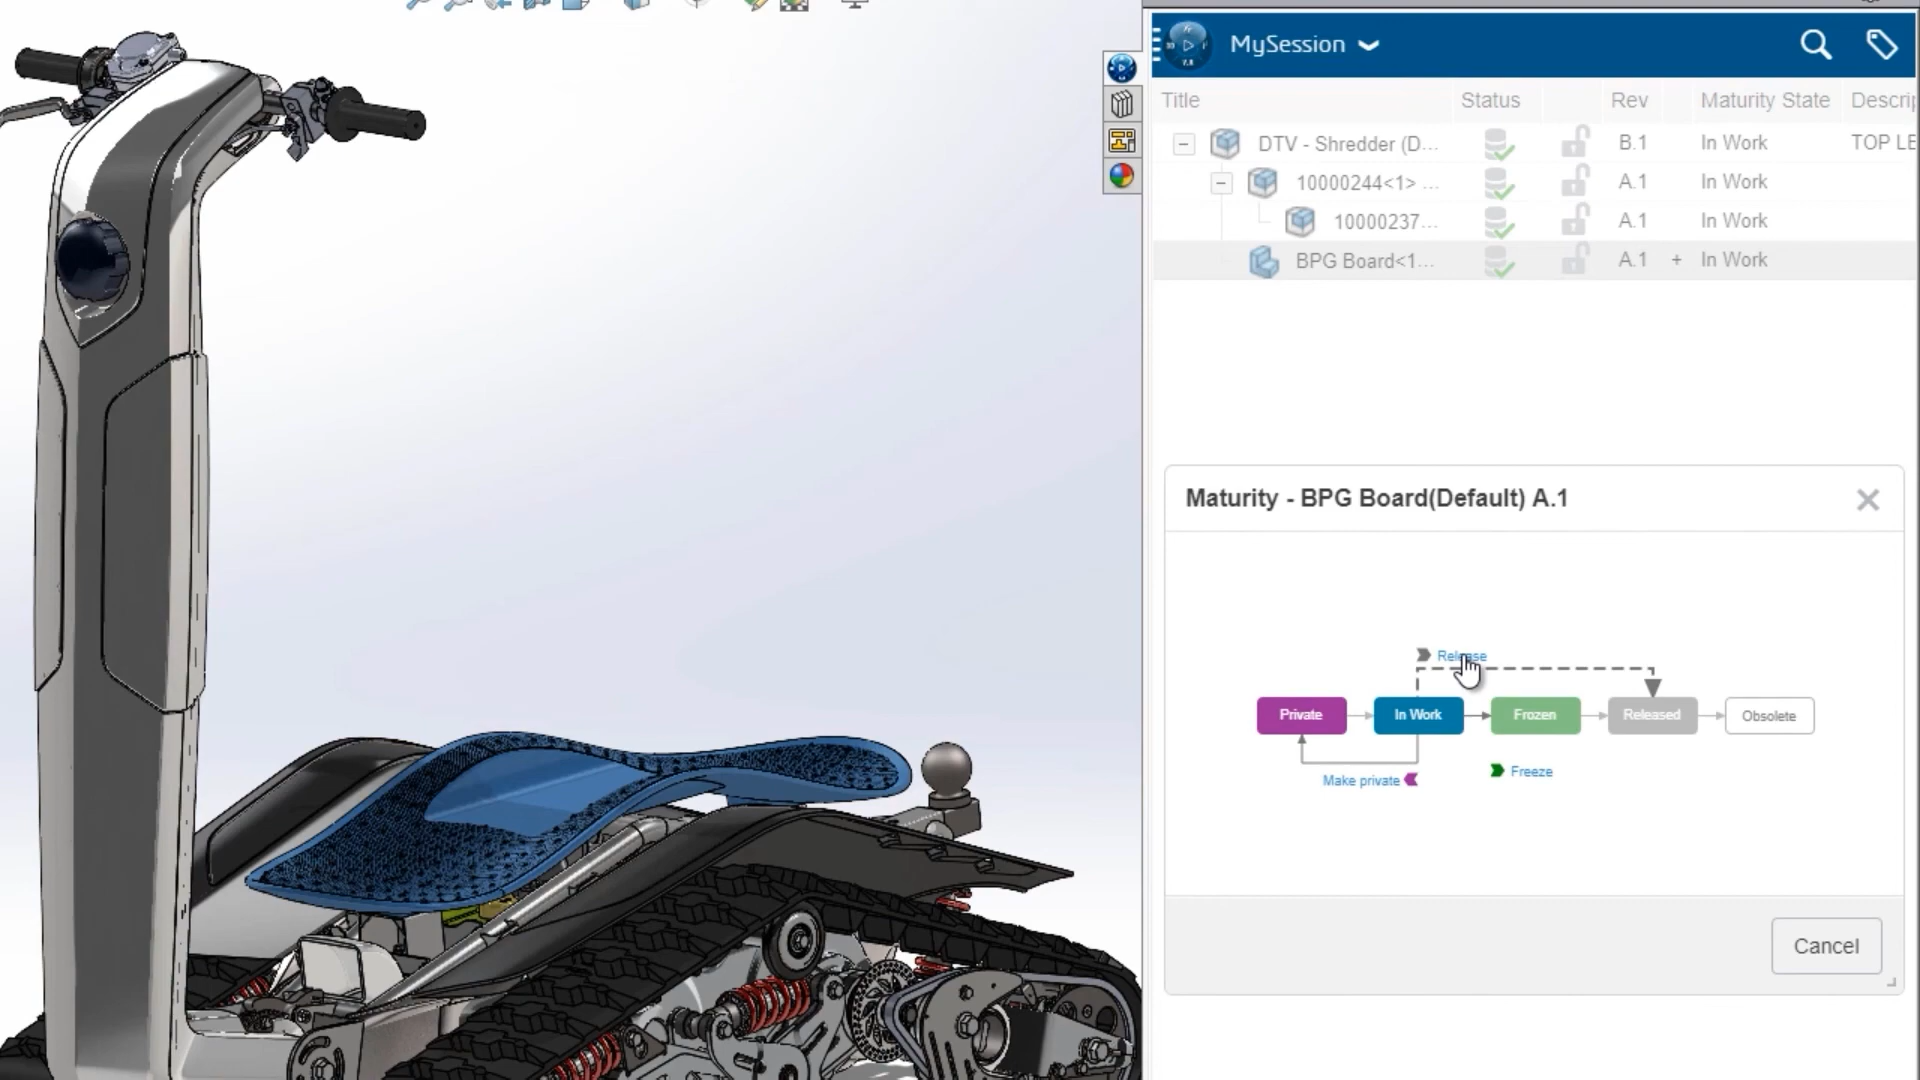 MySession
Title Status Rev Maturity State Descrip
DTV - Shredder (D... B.1 In Work TOP LE
10000244<1> ... A.1 In Work
10000237... A.1 In Work
BPG Board<1... A.1 + In Work
Maturity - BPG Board(Default) A.1
Release
Private In Work Frozen Released Obsolete
Freeze
Make private
Cancel